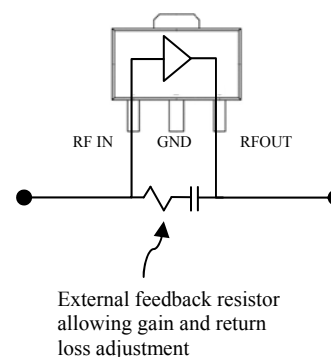 RF IN GND RFOUT
External feedback resistor
allowing gain and return
loss adjustment